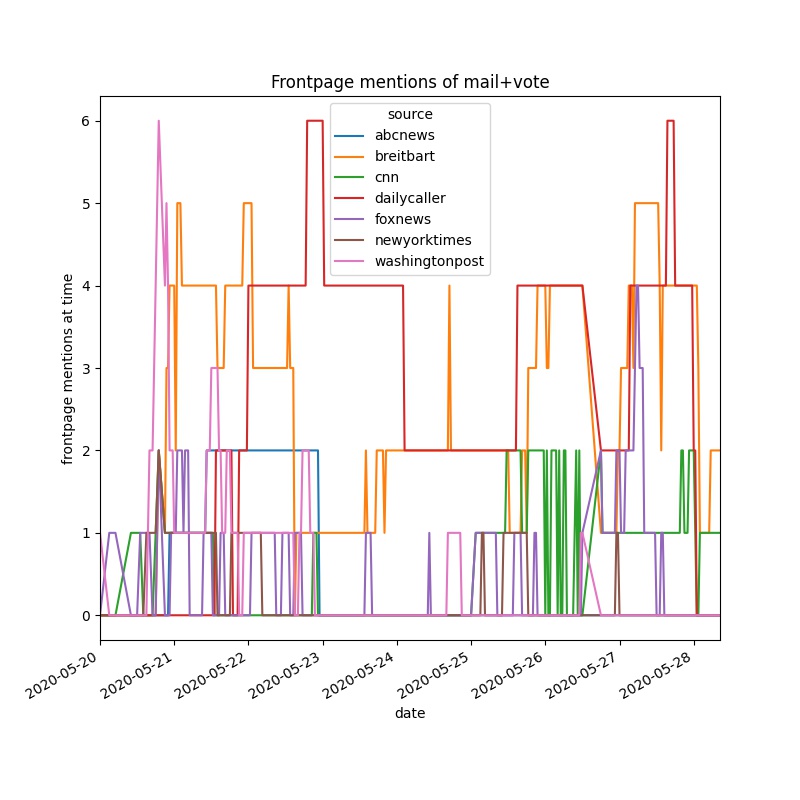 Frontpage mentions of mail+vote
source
abcnews
breitbart
cnn
dailycaller
foxnews
newyorktimes
washingtonpost
frontpage mentions at time
6
5
4
3
2
1
0
2020-05-20
2020-05-21
2020-05-22
2020-05-23
2020-05-24
2020-05-25
2020-05-26
2020-05-27
2020-05-28
date